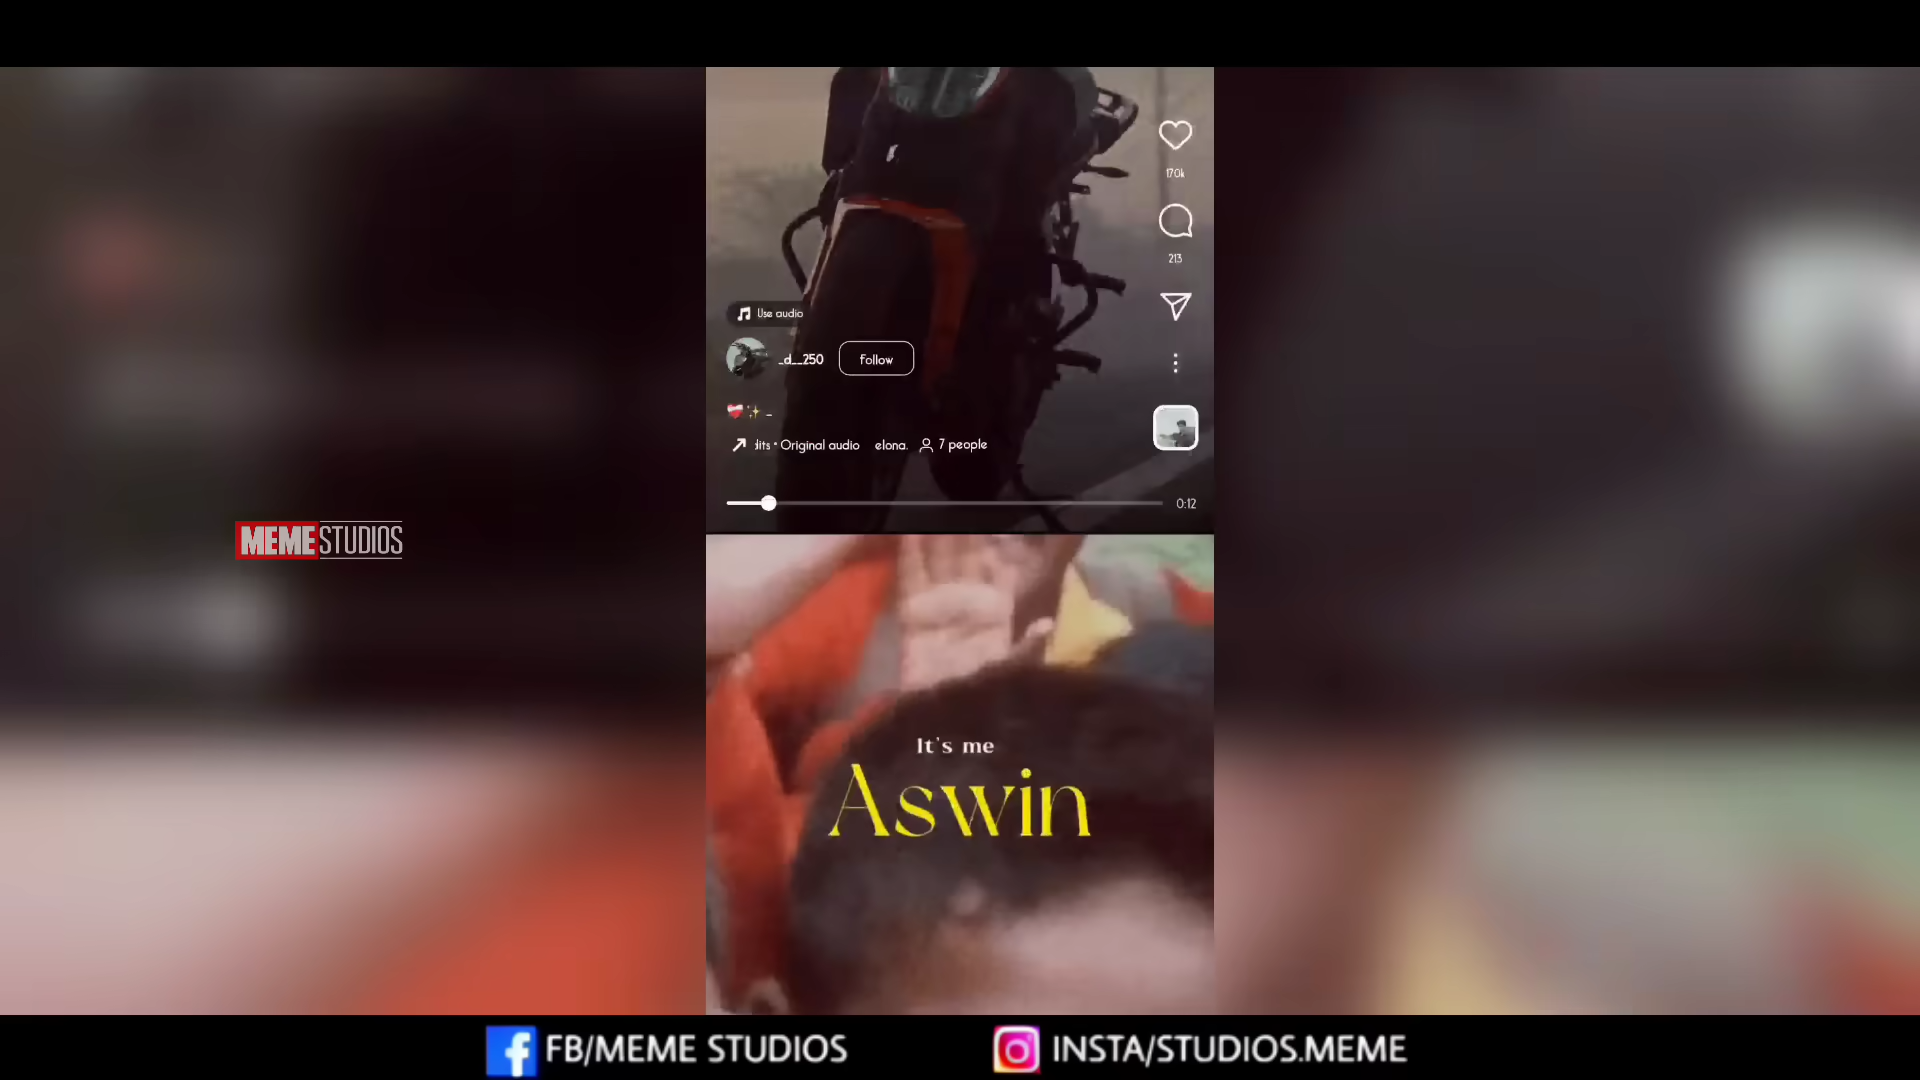 170k
213
Use audio
_d__250
Follow
dits • Original audio elona. 7 people
0:12
MEMESTUDIOS
It's me
Aswin
FB/MEME STUDIOS
INSTA/STUDIOS.MEME